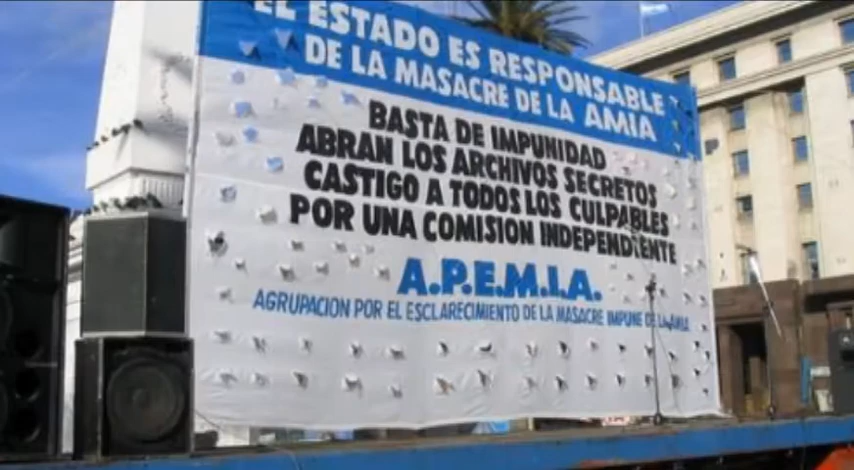 EL ESTADO ES RESPONSABLE
DE LA MASACRE DE LA AMIA
BASTA DE IMPUNIDAD
ABRAN LOS ARCHIVOS SECRETOS
CASTIGO A TODOS LOS CULPABLES
POR UNA COMISION INDEPENDIENTE
A.P.E.M.I.A.
AGRUPACION POR EL ESCLARECIMIENTO DE LA MASACRE IMPUNE DE LA AMIA